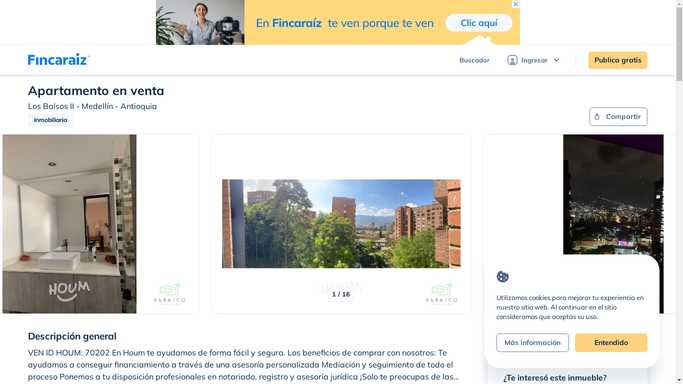 En Fincaraíz te ven porque te ven
Clic aquí
Fincaraíz
Buscador
Ingresar
Publica gratis
Apartamento en venta
Los Balsos II - Medellín - Antioquia
Inmobiliaria
Compartir
HOUM
HABBITO
1 / 16
HABBITO
Utilizamos cookies para mejorar tu experiencia en
nuestro sitio web. Al continuar en el sitio
consideramos que aceptas su uso.
Más información
Entendido
Descripción general
VEN ID HOUM: 70202 En Houm te ayudamos de forma fácil y segura. Los beneficios de comprar con nosotros: Te
ayudamos a conseguir financiamiento a través de una asesoría personalizada Mediación y seguimiento de todo el
proceso Ponemos a tu disposición profesionales en notariado, registro y asesoría jurídica ¡Solo te preocupas de las...
¿Te interesó este inmueble?